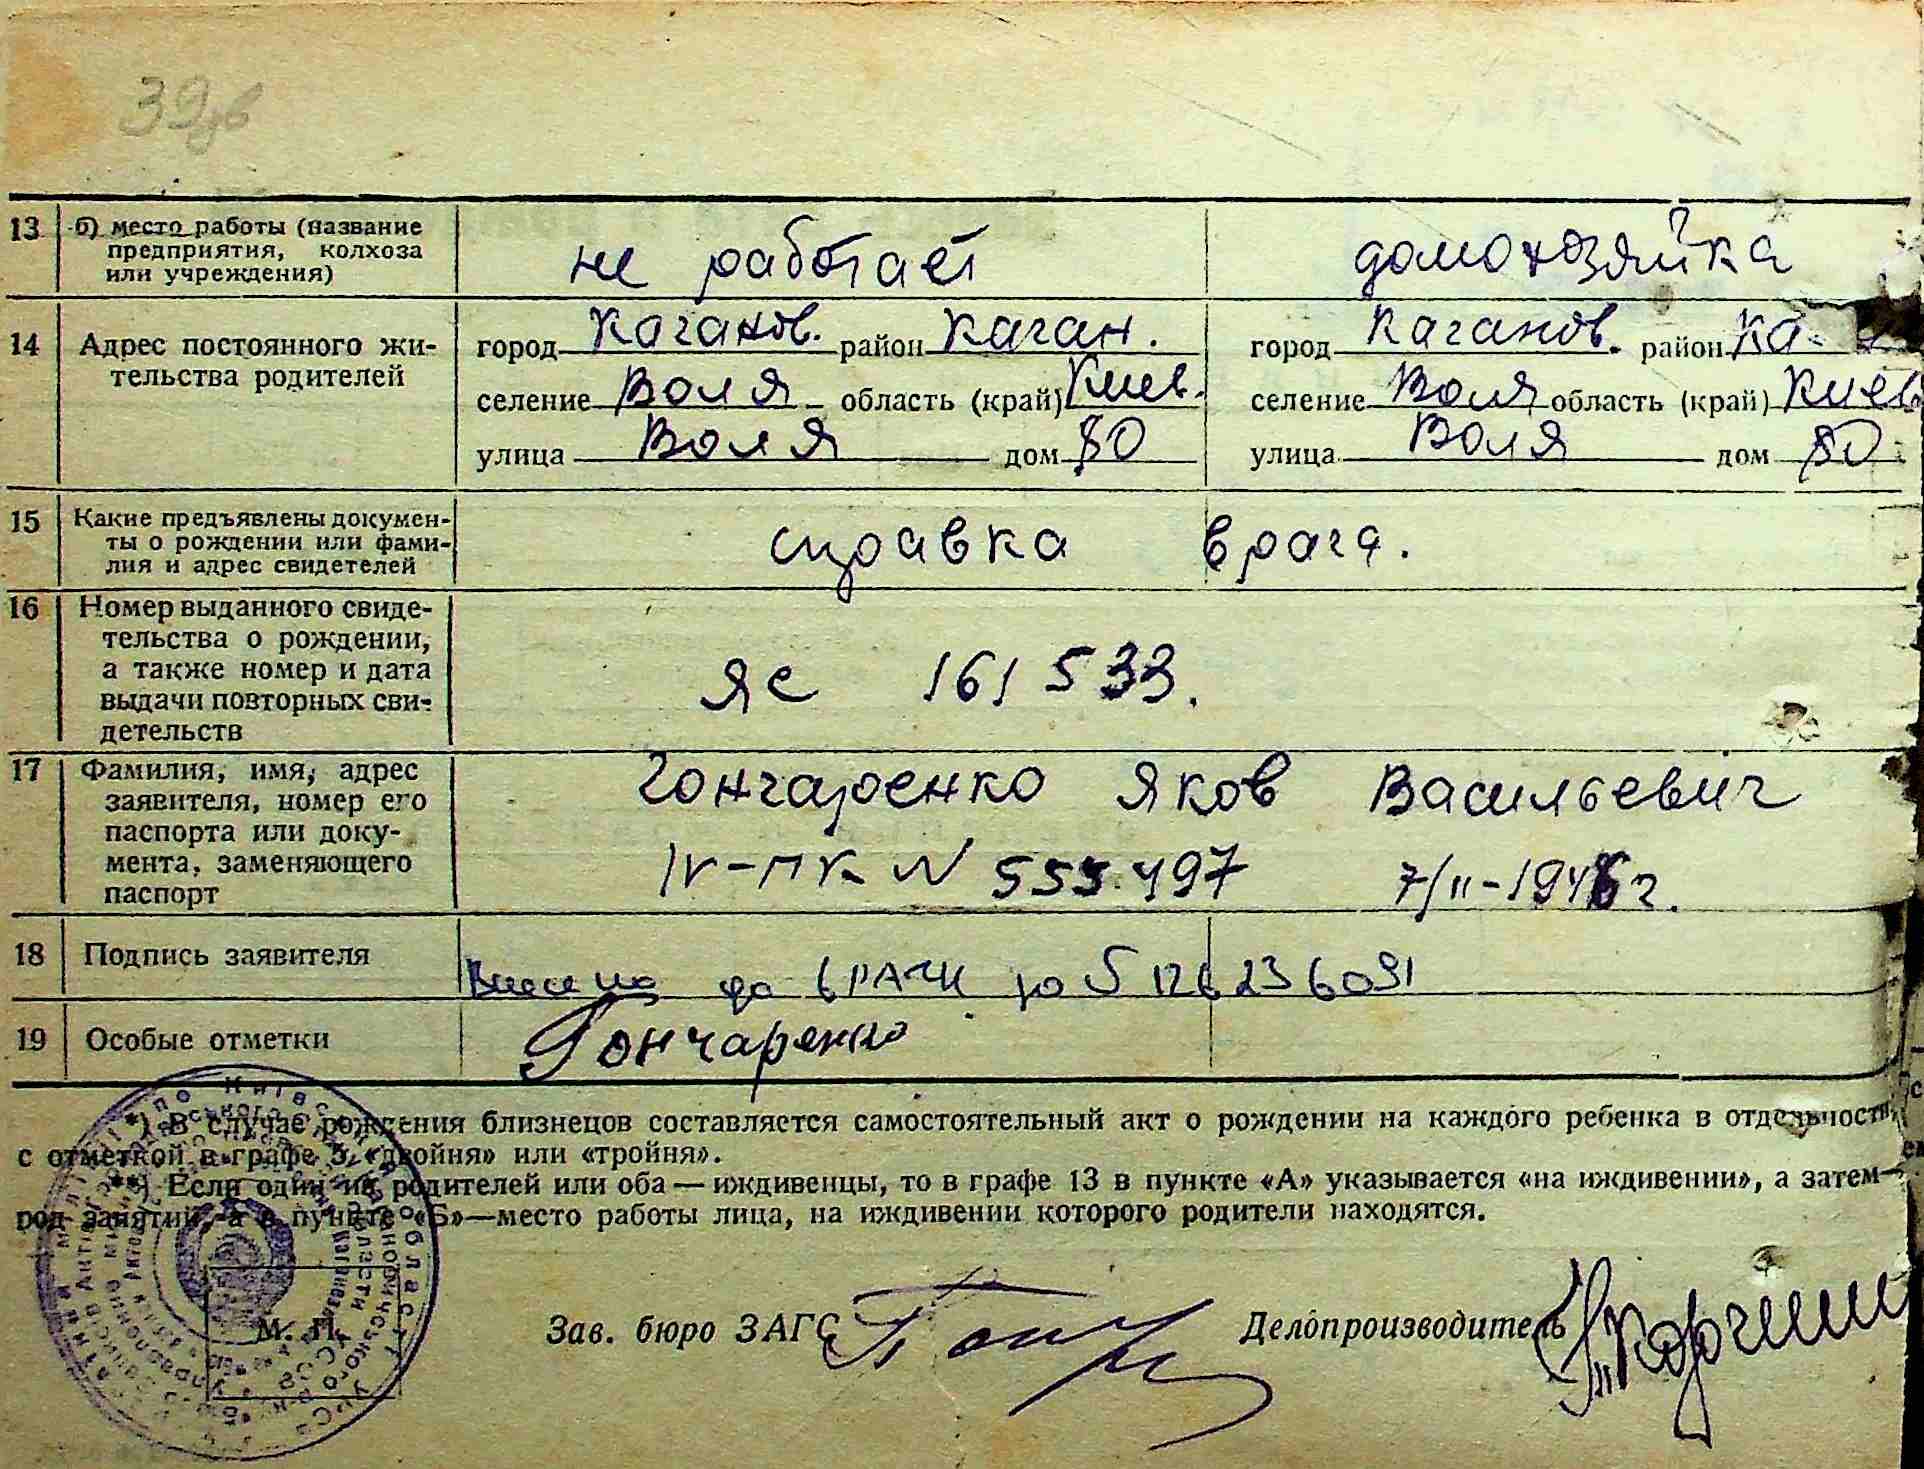 39 зв
13 б) место работы (название предприятия, колхоза или учреждения) не работает домохозяйка
14 Адрес постоянного жительства родителей
город Каганов. район Каган. город Каганов. район Ка
селение Воля область (край) Киев. селение Воля область (край) Киев
улица Воля дом 80 улица Воля дом 80
15 Какие предъявлены документы о рождении или фамилия и адрес свидетелей справка врача.
16 Номер выданного свидетельства о рождении, а также номер и дата выдачи повторных свидетельств ЯС 161533.
17 Фамилия, имя, адрес заявителя, номер его паспорта или документа, заменяющего паспорт Гончаренко Яков Васильевич
IV-ПК N 555497 7/II-1946 г.
18 Подпись заявителя
Внесено до РАЦС
19 Особые отметки Гончаренко
*) В случае рождения близнецов составляется самостоятельный акт о рождении на каждого ребенка в отдельности,
с отметкой в графе 5 «двойня» или «тройня».
**) Если один из родителей или оба — иждивенцы, то в графе 13 в пункте «А» указывается «на иждивении», а затем—
род занятий, а в пункте «Б»—место работы лица, на иждивении которого родители находятся.
М. П.
Зав. бюро ЗАГС Делопроизводитель